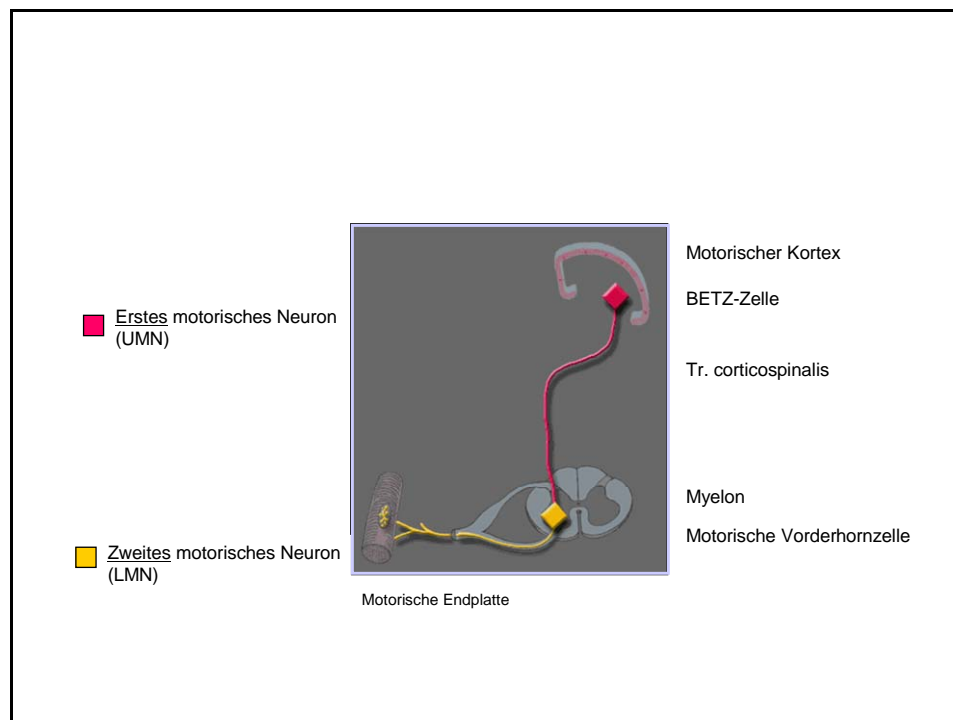 Motorischer Kortex
BETZ-Zelle
Erstes motorisches Neuron
(UMN)
Tr. corticospinalis
Myelon
Motorische Vorderhornzelle
Zweites motorisches Neuron
(LMN)
Motorische Endplatte